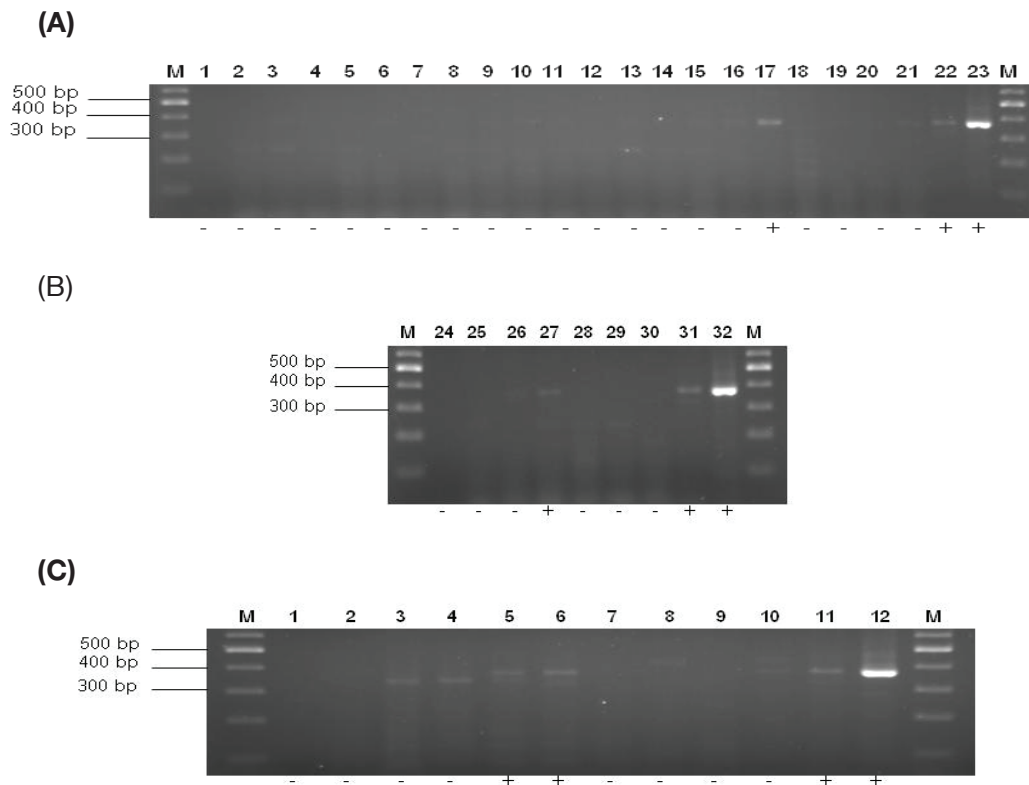 (A)
M 1 2 3 4 5 6 7 8 9 10 11 12 13 14 15 16 17 18 19 20 21 22 23 M
500 bp
400 bp
300 bp
- - - - - - - - - - - - - - - - + - - - - + +
(B)
M 24 25 26 27 28 29 30 31 32 M
500 bp
400 bp
300 bp
- - - + - - - + +
(C)
M 1 2 3 4 5 6 7 8 9 10 11 12 M
500 bp
400 bp
300 bp
- - - - + + - - - - + +